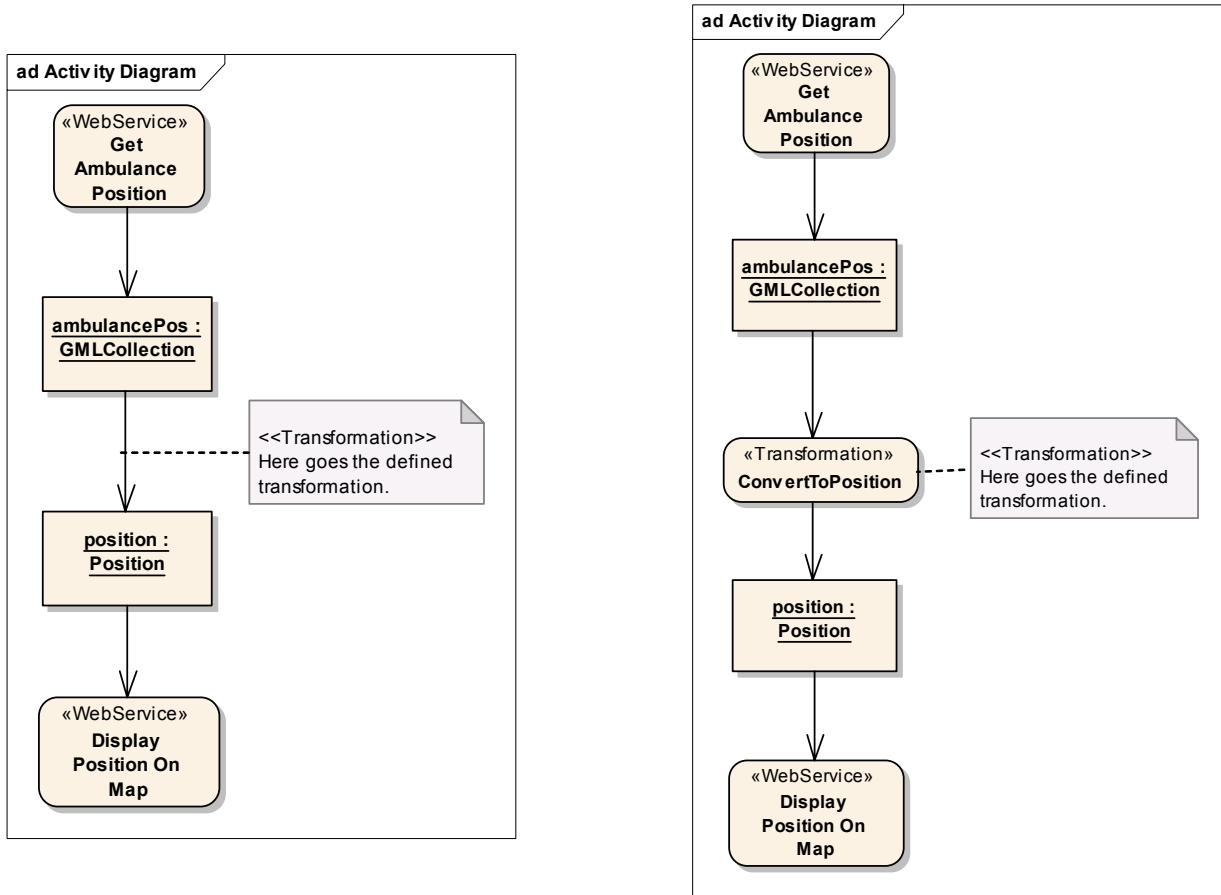 ad Activity Diagram
«WebService»
Get
Ambulance
Position
ambulancePos :
GMLCollection
<<Transformation>>
Here goes the defined
transformation.
position :
Position
«WebService»
Display
Position On
Map
ad Activity Diagram
«WebService»
Get
Ambulance
Position
ambulancePos :
GMLCollection
«Transformation»
ConvertToPosition
<<Transformation>>
Here goes the defined
transformation.
position :
Position
«WebService»
Display
Position On
Map